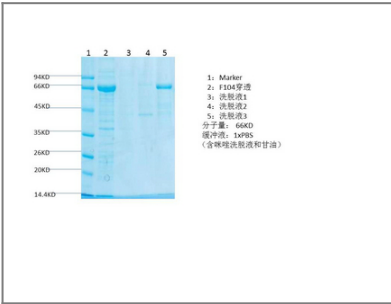 1 2 3 4 5
94KD
66KD
45KD
35KD
26KD
20KD
14.4KD
1: Marker
2: F104穿透
3: 洗脱液1
4: 洗脱液2
5: 洗脱液3
分子量: 66KD
缓冲液: 1xPBS
(含咪唑洗脱液和甘油)